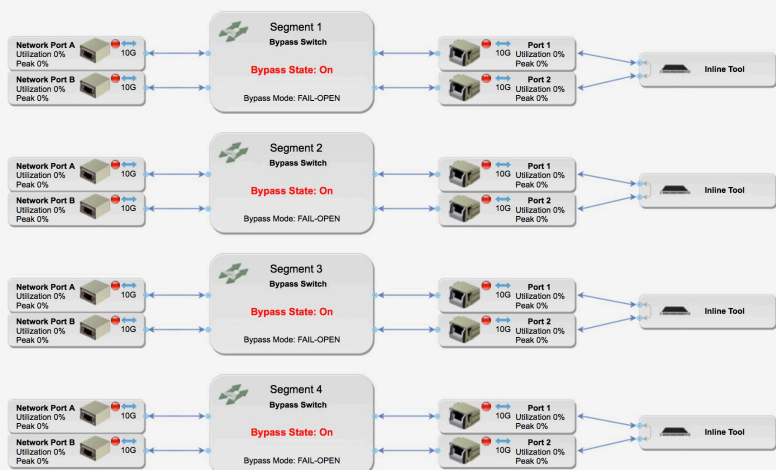 Segment 1
Bypass Switch
Bypass State: On
Bypass Mode: FAIL-OPEN
Network Port A
Utilization 0%
Peak 0%
10G
Network Port B
Utilization 0%
Peak 0%
10G
Port 1
10G Utilization 0%
Peak 0%
Port 2
10G Utilization 0%
Peak 0%
Inline Tool
Segment 2
Bypass Switch
Bypass State: On
Bypass Mode: FAIL-OPEN
Network Port A
Utilization 0%
Peak 0%
10G
Network Port B
Utilization 0%
Peak 0%
10G
Port 1
10G Utilization 0%
Peak 0%
Port 2
10G Utilization 0%
Peak 0%
Inline Tool
Segment 3
Bypass Switch
Bypass State: On
Bypass Mode: FAIL-OPEN
Network Port A
Utilization 0%
Peak 0%
10G
Network Port B
Utilization 0%
Peak 0%
10G
Port 1
10G Utilization 0%
Peak 0%
Port 2
10G Utilization 0%
Peak 0%
Inline Tool
Segment 4
Bypass Switch
Bypass State: On
Bypass Mode: FAIL-OPEN
Network Port A
Utilization 0%
Peak 0%
10G
Network Port B
Utilization 0%
Peak 0%
10G
Port 1
10G Utilization 0%
Peak 0%
Port 2
10G Utilization 0%
Peak 0%
Inline Tool